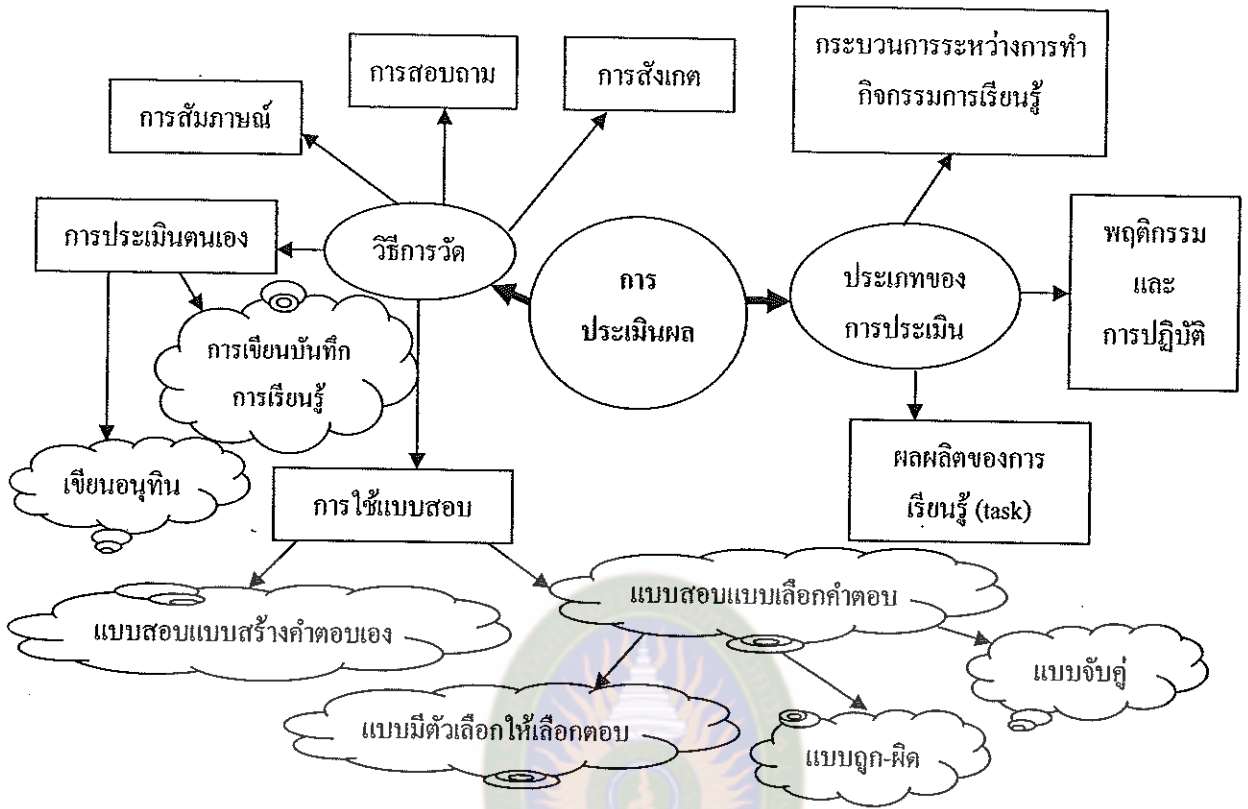 กระบวนการระหว่างการทำ
กิจกรรมการเรียนรู้
การสอบถาม
การสังเกต
การสัมภาษณ์
การประเมินตนเอง
วิธีการวัด
การ
ประเมินผล
ประเภทของ
การประเมิน
พฤติกรรม
และ
การปฏิบัติ
การเขียนบันทึก
การเรียนรู้
เขียนอนุทิน
การใช้แบบสอบ
ผลผลิตของการ
เรียนรู้ (task)
แบบสอบแบบสร้างคำตอบเอง
แบบสอบแบบเลือกคำตอบ
แบบจับคู่
แบบมีตัวเลือกให้เลือกตอบ
แบบถูก-ผิด